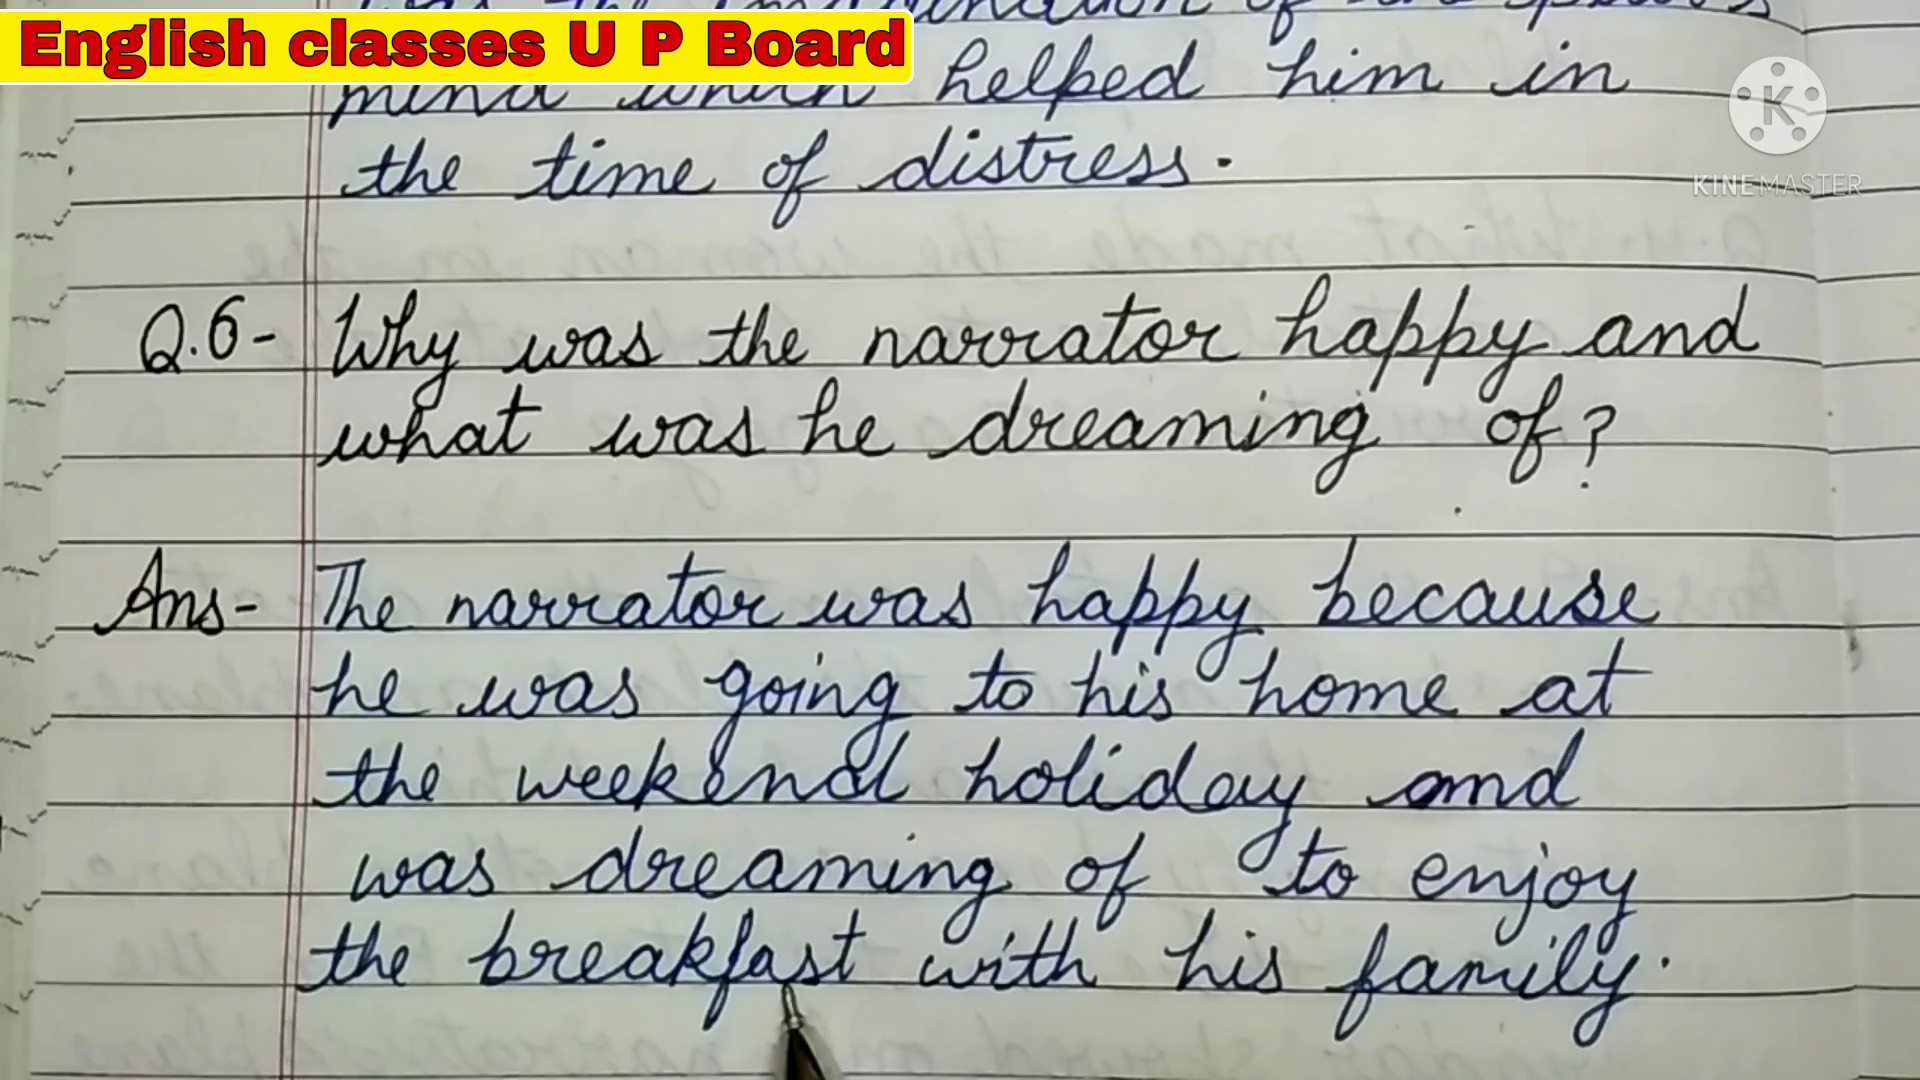 English classes U P Board
helped him in
the time of distress.
KINEMASTER
Q.6- Why was the narrator happy and
what was he dreaming of?
Ans- The narrator was happy because
he was going to his home at
the weekend holiday and
was dreaming of to enjoy
the breakfast with his family.